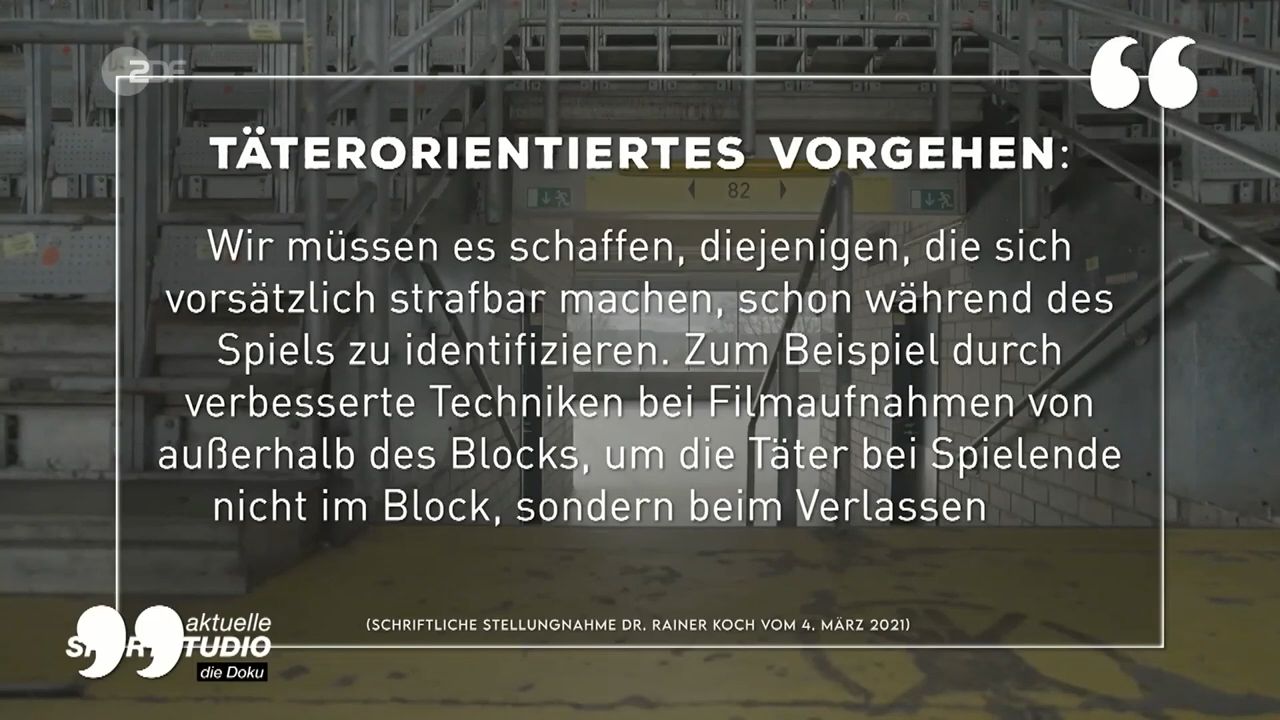 ZDF
TÄTERORIENTIERTES VORGEHEN:
82
Wir müssen es schaffen, diejenigen, die sich
vorsätzlich strafbar machen, schon während des
Spiels zu identifizieren. Zum Beispiel durch
verbesserte Techniken bei Filmaufnahmen von
außerhalb des Blocks, um die Täter bei Spielende
nicht im Block, sondern beim Verlassen
(SCHRIFTLICHE STELLUNGNAHME DR. RAINER KOCH VOM 4. MÄRZ 2021)
aktuelle
SPORTSTUDIO
die Doku